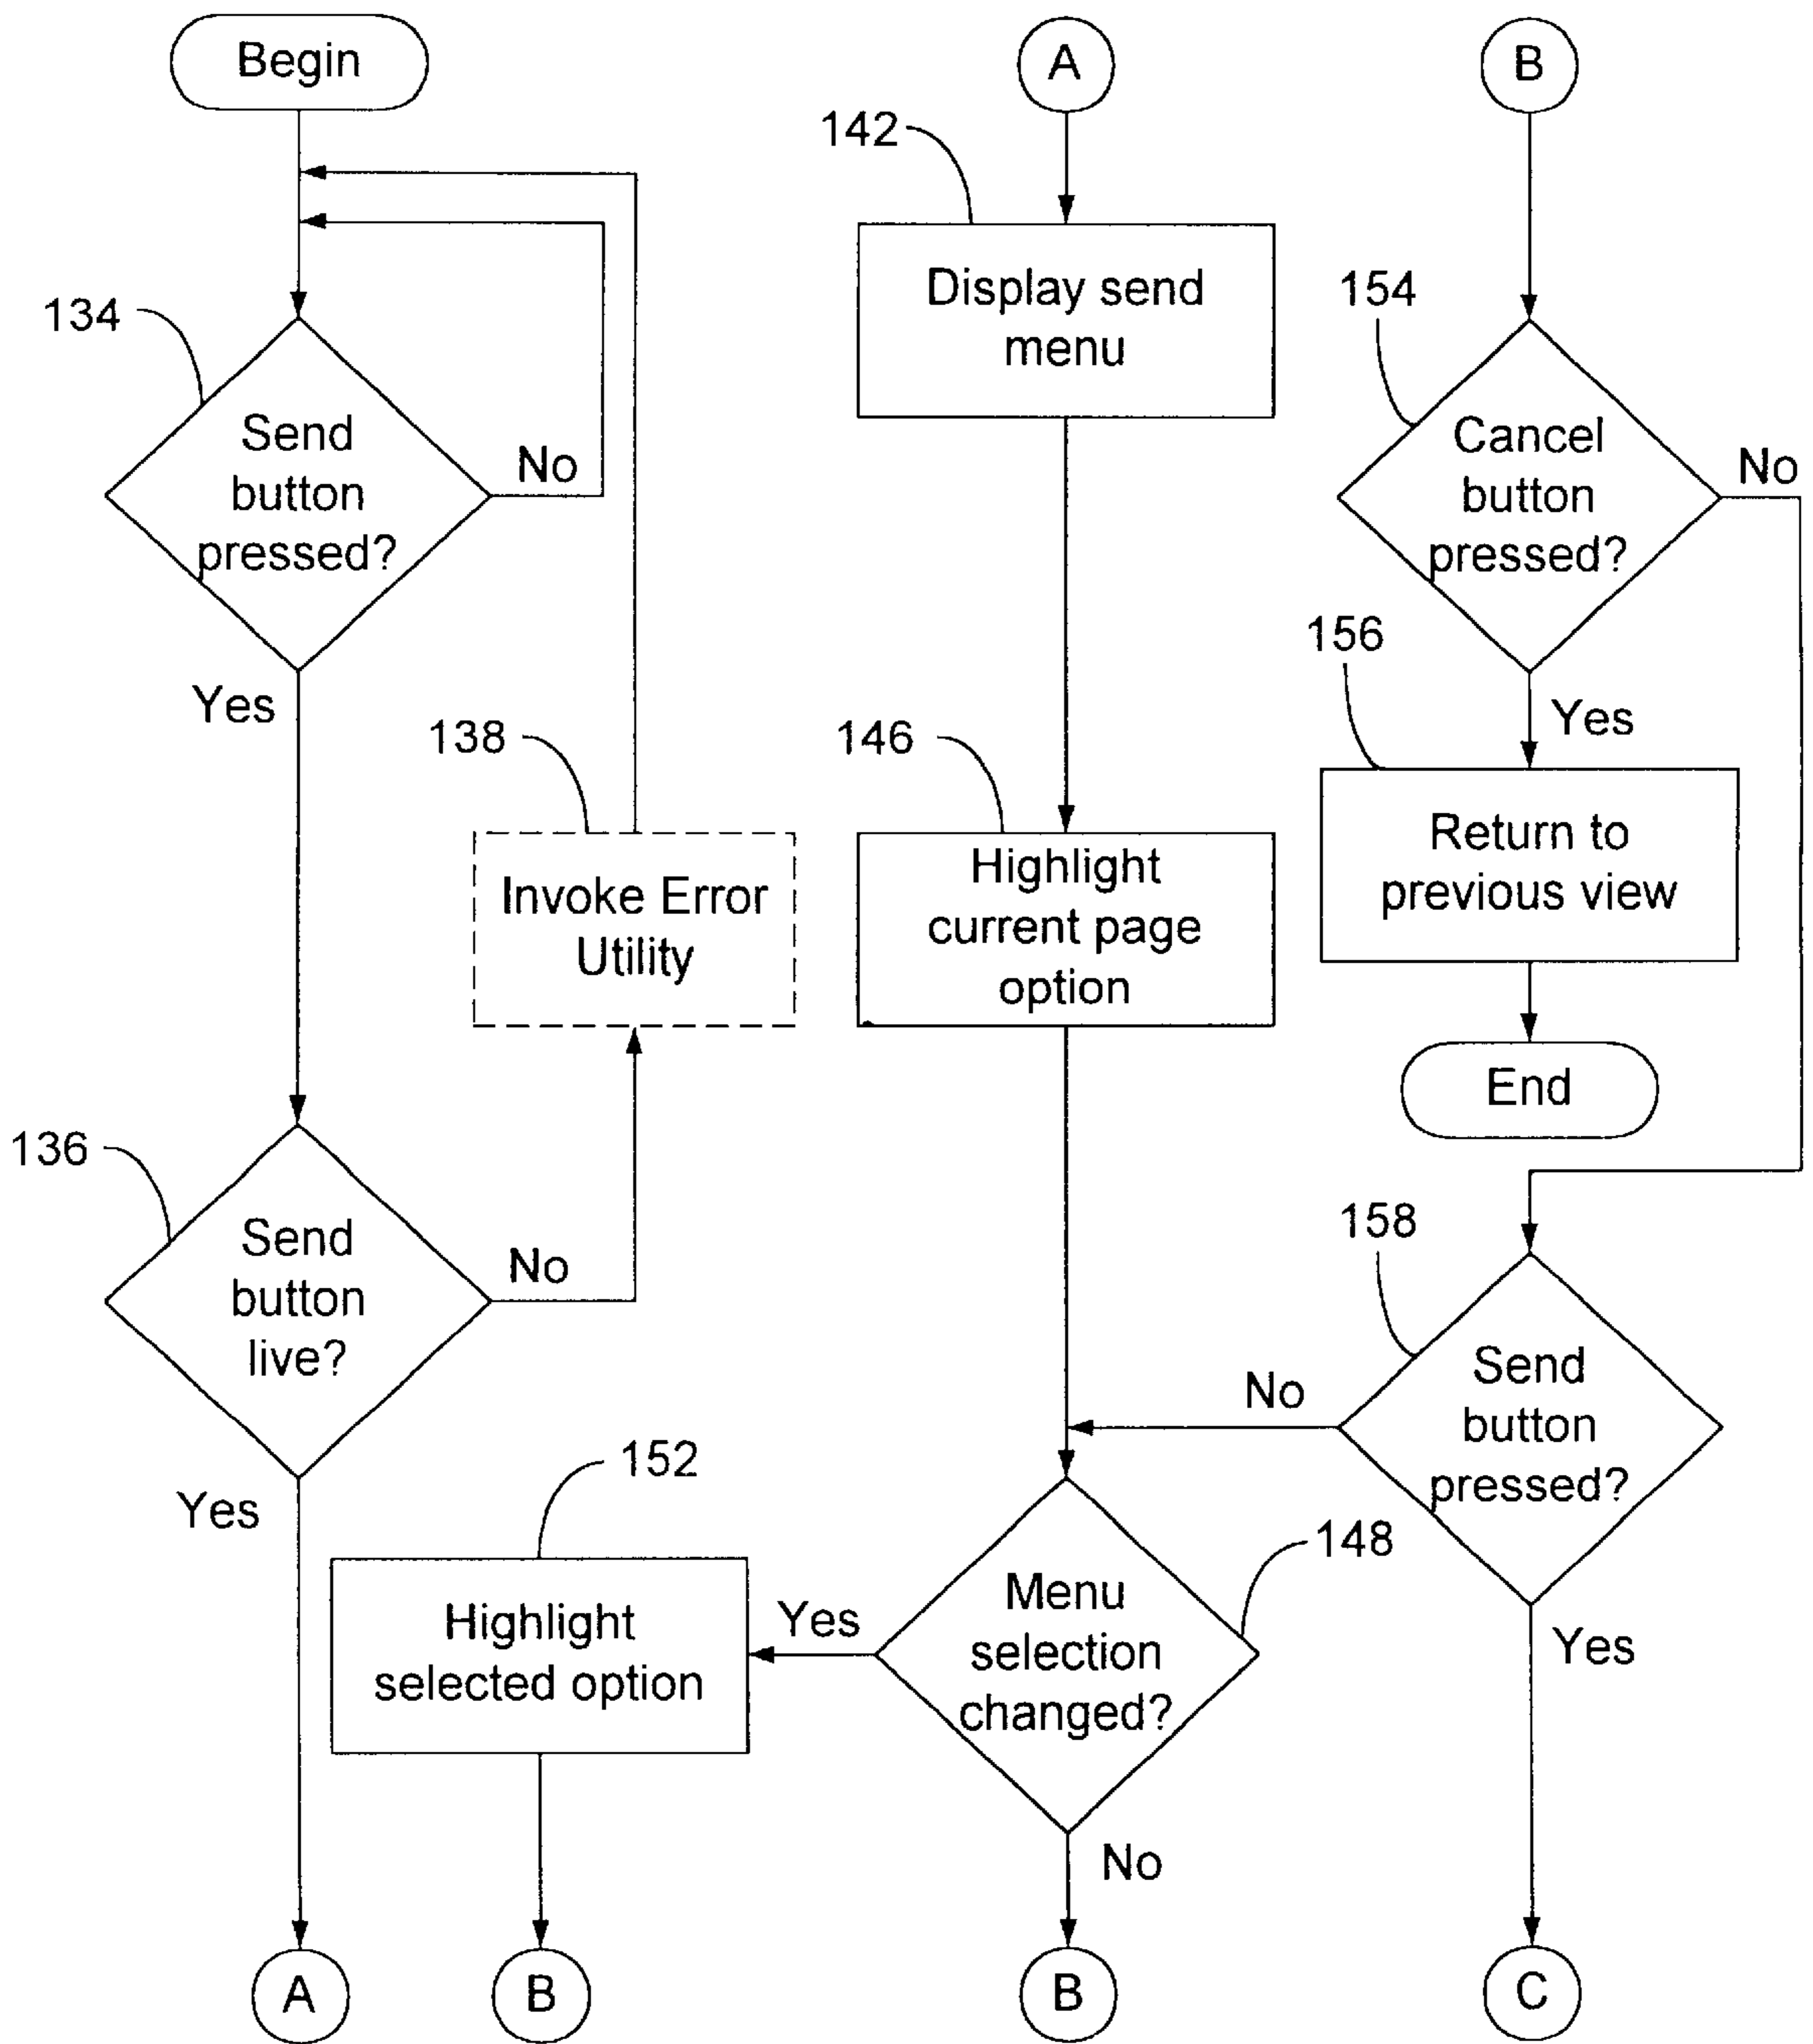 Begin
134
Send
button
pressed?
No
Yes
138
Invoke Error
Utility
136
Send
button
live?
No
Yes
A
152
Highlight
selected option
B
A
142
Display send
menu
146
Highlight
current page
option
148
Menu
selection
changed?
Yes
No
B
B
154
Cancel
button
pressed?
No
Yes
156
Return to
previous view
End
158
Send
button
pressed?
No
Yes
C